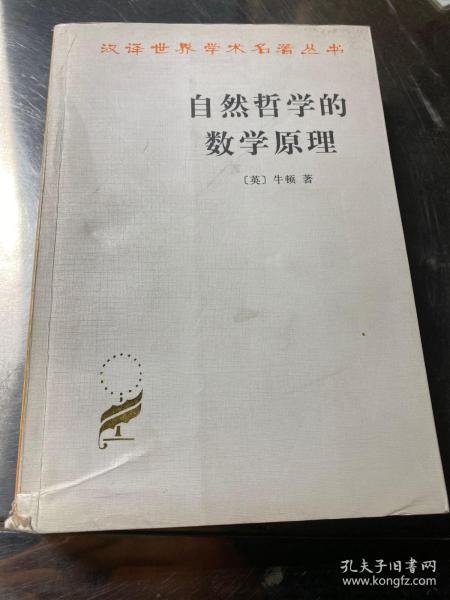 汉译世界学术名著丛书
自然哲学的
数学原理
〔英〕牛顿 著
孔夫子旧书网
www.kongfz.com